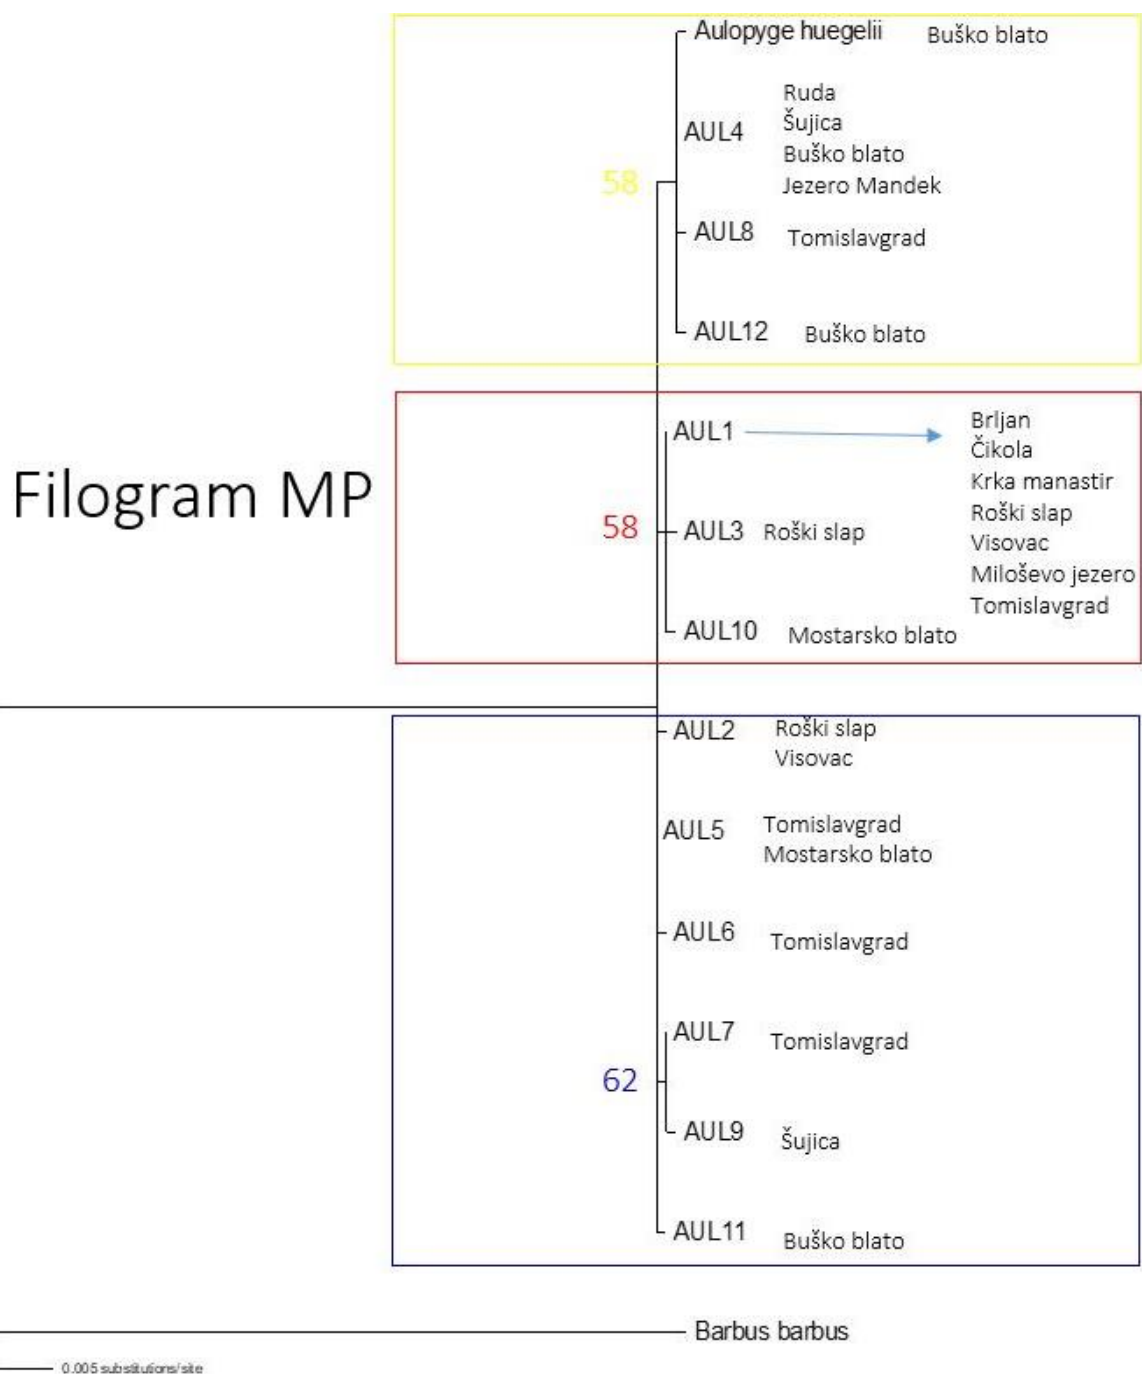 Aulopyge huegelii Buško blato
AUL4
Ruda
Šujica
Buško blato
Jezero Mandek
58
AUL8 Tomislavgrad
AUL12 Buško blato
Filogram MP
58
AUL1
Brljan
Čikola
Krka manastir
Roški slap
Visovac
Miloševo jezero
Tomislavgrad
AUL3 Roški slap
AUL10 Mostarsko blato
AUL2 Roški slap
Visovac
AUL5 Tomislavgrad
Mostarsko blato
AUL6 Tomislavgrad
AUL7 Tomislavgrad
62
AUL9 Šujica
AUL11 Buško blato
Barbus barbus
0.005 substitutions/site